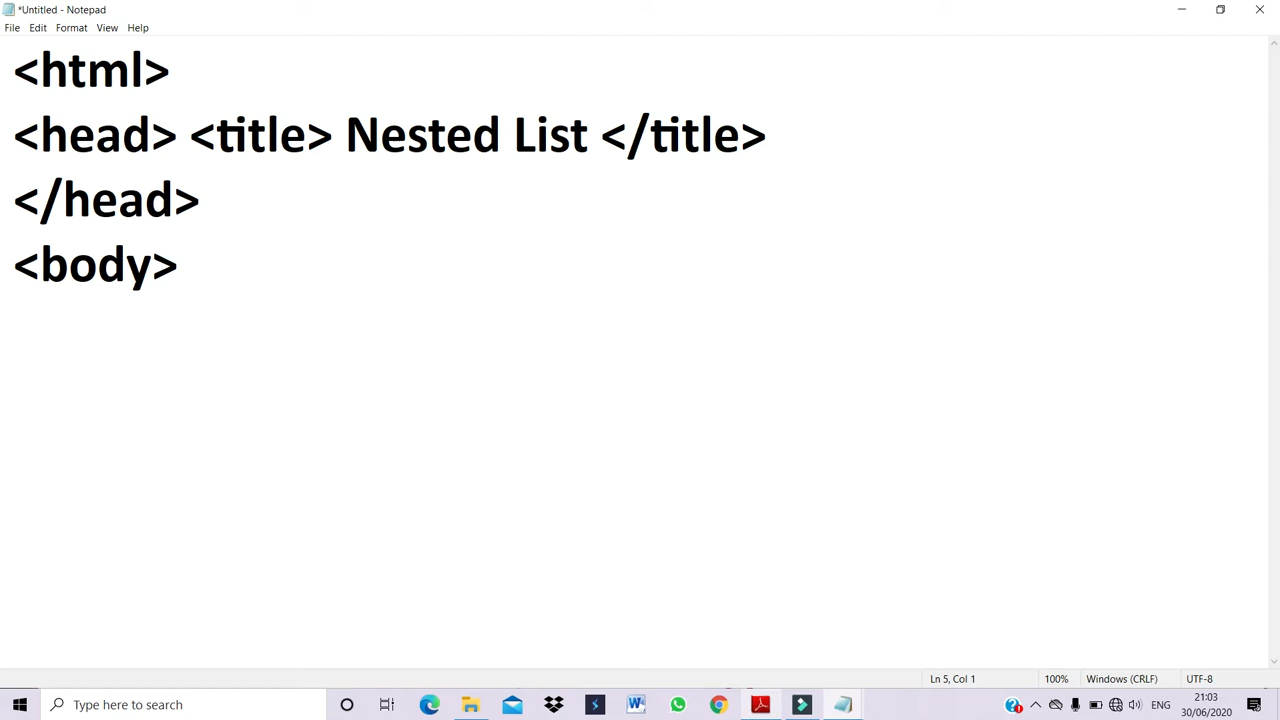 *Untitled - Notepad
File Edit Format View Help
<html>
<head> <title> Nested List </title>
</head>
<body>
Ln 5, Col 1 100% Windows (CRLF) UTF-8
Type here to search
ENG
11:03
30/06/2020